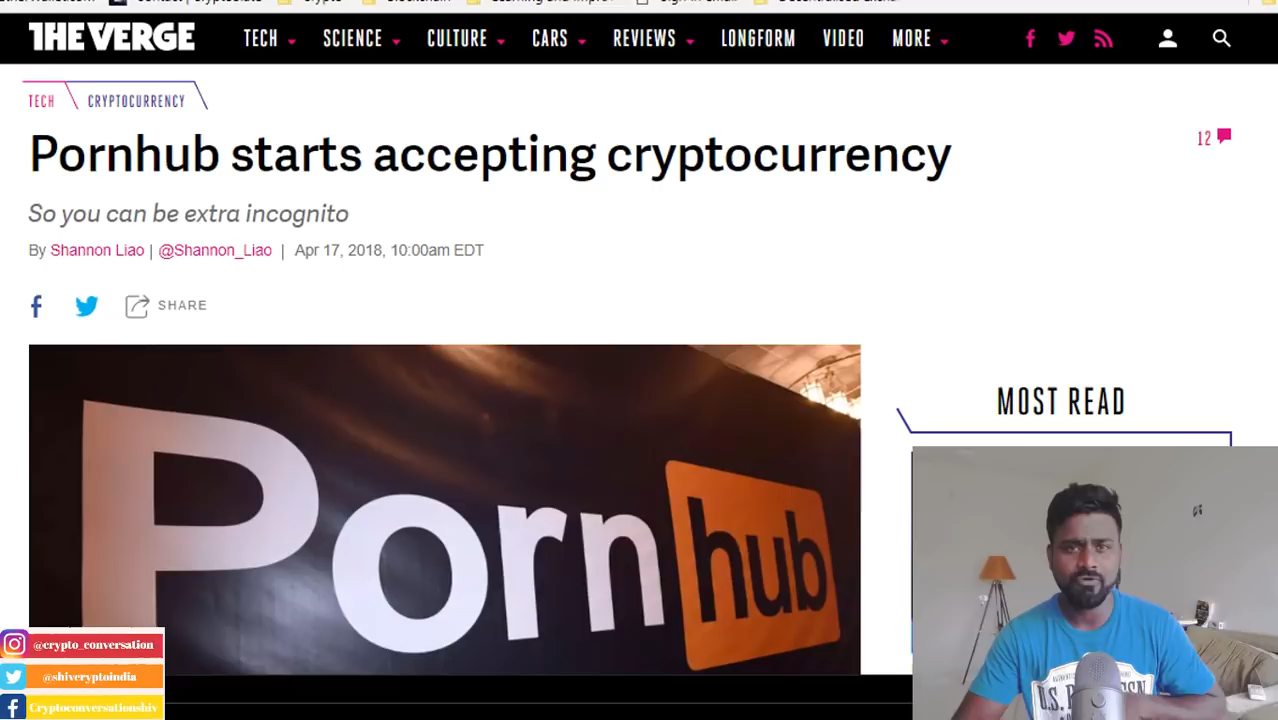 THE VERGE
TECH SCIENCE CULTURE CARS REVIEWS LONGFORM VIDEO MORE
TECH CRYPTOCURRENCY
Pornhub starts accepting cryptocurrency
12
So you can be extra incognito
By Shannon Liao | @Shannon_Liao | Apr 17, 2018, 10:00am EDT
SHARE
MOST READ
Pornhub
@crypto_conversation
@shivcryptoindia
Cryptoconversationshiv